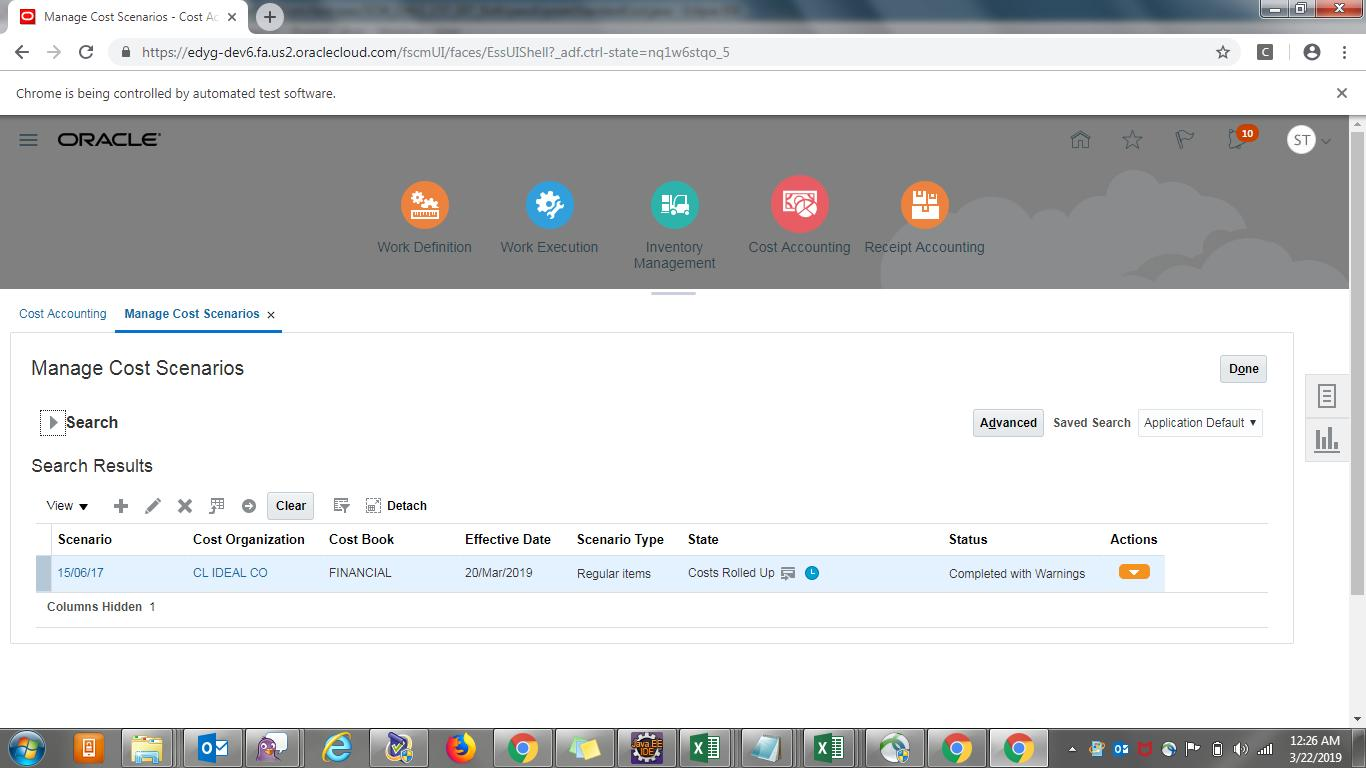 Manage Cost Scenarios - Cost Ac
https://edyg-dev6.fa.us2.oraclecloud.com/fscmUI/faces/EssUIShell?_adf.ctrl-state=nq1w6stqo_5
C
Chrome is being controlled by automated test software.
ORACLE
10
ST
Work Definition
Work Execution
Inventory Management
Cost Accounting
Receipt Accounting
Cost Accounting
Manage Cost Scenarios
Manage Cost Scenarios
Done
Search
Advanced
Saved Search
Application Default
Search Results
View
Clear
Detach
Scenario Cost Organization Cost Book Effective Date Scenario Type State Status Actions
15/06/17 CL IDEAL CO FINANCIAL 20/Mar/2019 Regular items Costs Rolled Up Completed with Warnings
Columns Hidden 1
Java EE
IDE
12:26 AM
3/22/2019